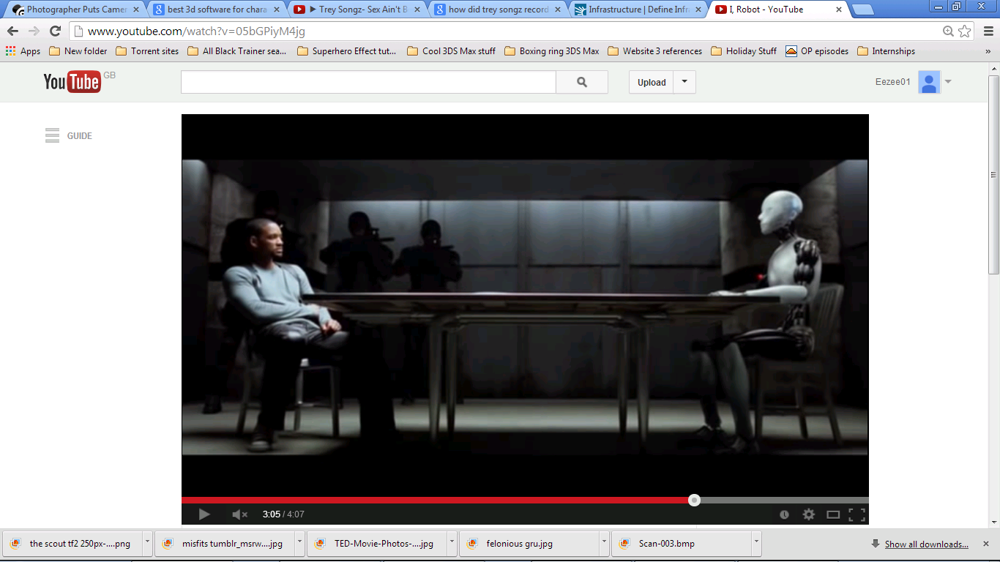 Photographer Puts Camer
best 3d software for chara
▶ Trey Songz- Sex Ain't B
how did trey songz record
Infrastructure | Define Infr
I, Robot - YouTube
www.youtube.com/watch?v=05bGPiyM4jg
Apps
New folder
Torrent sites
All Black Trainer sea...
Superhero Effect tut...
Cool 3DS Max stuff
Boxing ring 3DS Max
Website 3 references
Holiday Stuff
OP episodes
Internships
»
YouTube GB
Upload
Eezee01
GUIDE
3:05 / 4:07
the scout tf2 250px-....png
misfits tumblr_msrw....jpg
TED-Movie-Photos-....jpg
felonious gru.jpg
Scan-003.bmp
Show all downloads...